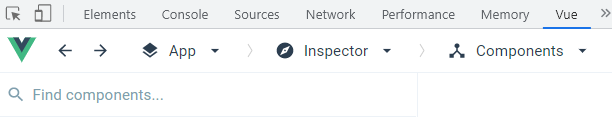 Elements Console Sources Network Performance Memory Vue
App Inspector Components
Find components...